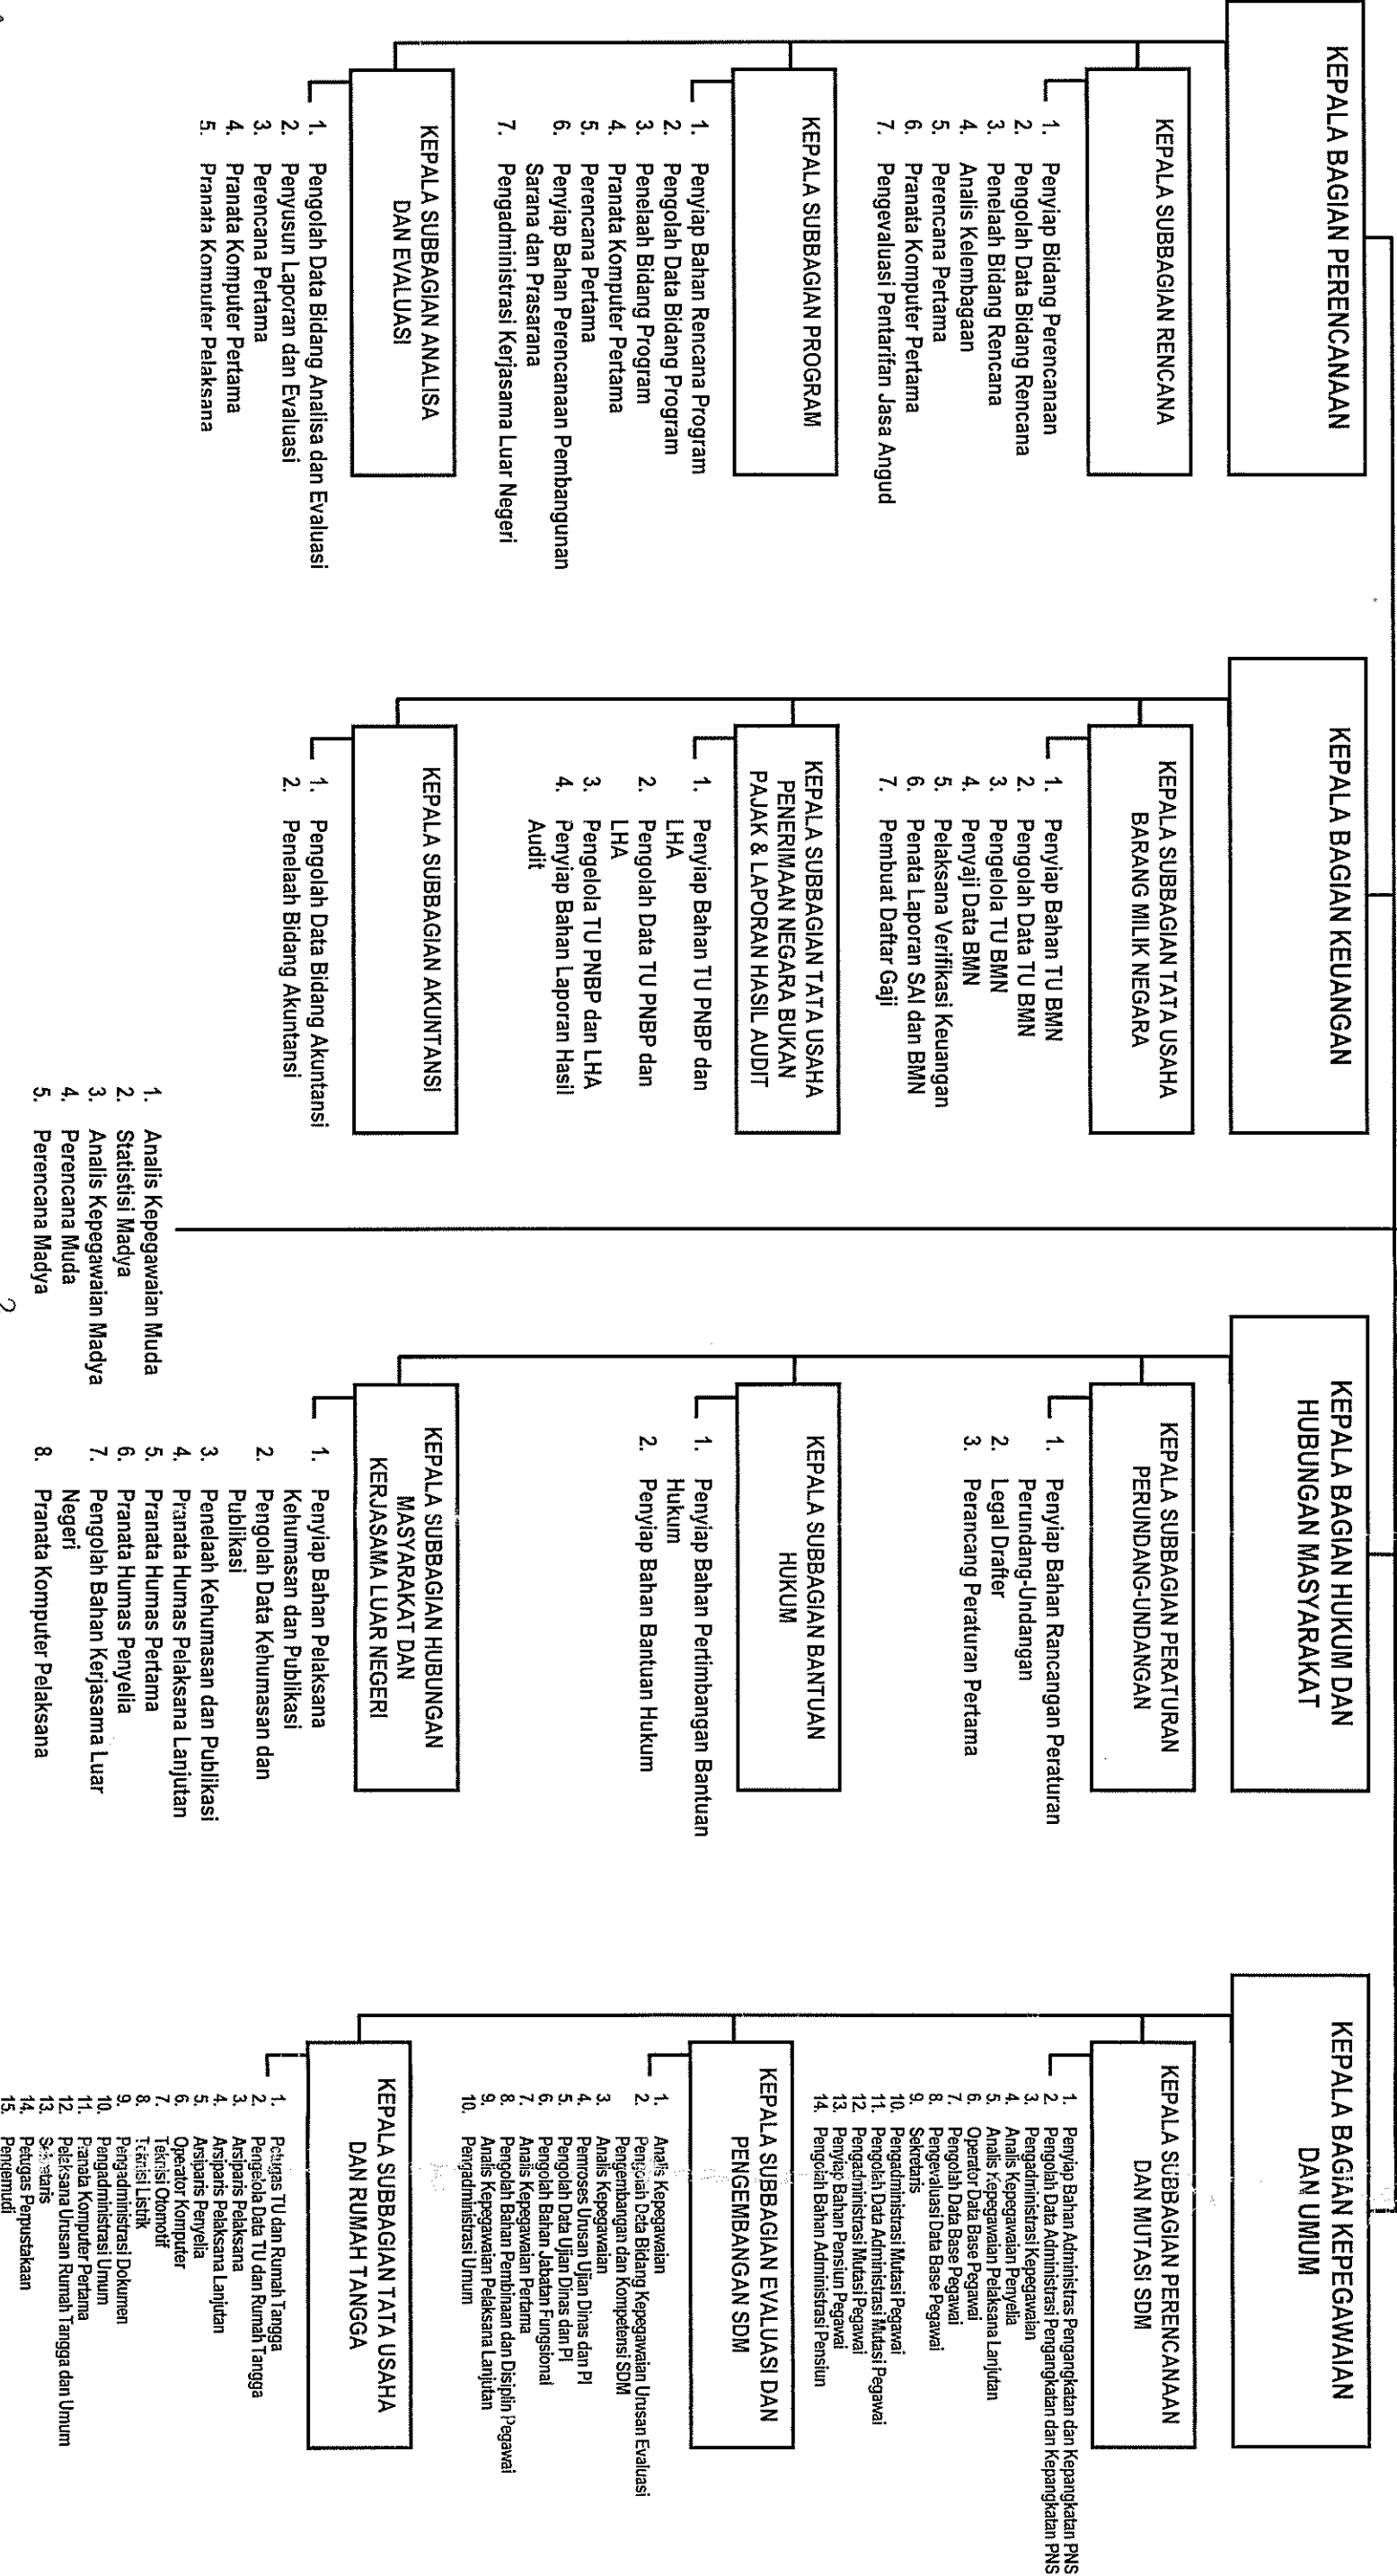 KEPALA BAGIAN PERENCANAAN
KEPALA SUBBAGIAN RENCANA
1. Penyiap Bidang Perencanaan
2. Pengolah Data Bidang Rencana
3. Penelaah Bidang Rencana
4. Analis Kelembagaan
5. Perencana Pertama
6. Pranata Komputer Pertama
7. Pengevaluasi Pentarifan Jasa Angud
KEPALA SUBBAGIAN PROGRAM
1. Penyiap Bahan Rencana Program
2. Pengolah Data Bidang Program
3. Penelaah Bidang Program
4. Pranata Komputer Pertama
5. Perencana Pertama
6. Penyiap Bahan Perencanaan Pembangunan
Sarana dan Prasarana
7. Pengadministrasi Kerjasama Luar Negeri
KEPALA SUBBAGIAN ANALISA
DAN EVALUASI
1. Pengolah Data Bidang Analisa dan Evaluasi
2. Penyusun Laporan dan Evaluasi
3. Perencana Pertama
4. Pranata Komputer Pertama
5. Pranata Komputer Pelaksana
KEPALA BAGIAN KEUANGAN
KEPALA SUBBAGIAN TATA USAHA
BARANG MILIK NEGARA
1. Penyiap Bahan TU BMN
2. Pengolah Data TU BMN
3. Pengelola TU BMN
4. Penyaji Data BMN
5. Pelaksana Verifikasi Keuangan
6. Penata Laporan SAI dan BMN
7. Pembuat Daftar Gaji
KEPALA SUBBAGIAN TATA USAHA
PENERIMAAN NEGARA BUKAN
PAJAK & LAPORAN HASIL AUDIT
1. Penyiap Bahan TU PNBP dan
LHA
2. Pengolah Data TU PNBP dan
LHA
3. Pengelola TU PNBP dan LHA
4. Penyiap Bahan Laporan Hasil
Audit
KEPALA SUBBAGIAN AKUNTANSI
1. Pengolah Data Bidang Akuntansi
2. Penelaah Bidang Akuntansi
1. Analis Kepegawaian Muda
2. Statistisi Madya
3. Analis Kepegawaian Madya
4. Perencana Muda
5. Perencana Madya
2
KEPALA BAGIAN HUKUM DAN
HUBUNGAN MASYARAKAT
KEPALA SUBBAGIAN PERATURAN
PERUNDANG-UNDANGAN
1. Penyiap Bahan Rancangan Peraturan
Perundang-Undangan
2. Legal Drafter
3. Perancang Peraturan Pertama
KEPALA SUBBAGIAN BANTUAN
HUKUM
1. Penyiap Bahan Pertimbangan Bantuan
Hukum
2. Penyiap Bahan Bantuan Hukum
KEPALA SUBBAGIAN HUBUNGAN
MASYARAKAT DAN
KERJASAMA LUAR NEGERI
1. Penyiap Bahan Pelaksana
Kehumasan dan Publikasi
2. Pengolah Data Kehumasan dan
Publikasi
3. Penelaah Kehumasan dan Publikasi
4. Pranata Humas Pelaksana Lanjutan
5. Pranata Humas Pertama
6. Pranata Humas Penyelia
7. Pengolah Bahan Kerjasama Luar
Negeri
8. Pranata Komputer Pelaksana
KEPALA BAGIAN KEPEGAWAIAN
DAN UMUM
KEPALA SUBBAGIAN PERENCANAAN
DAN MUTASI SDM
1. Penyiap Bahan Administras Pangangkatan dan Kepangkatan PNS
2. Pengolah Data Administrasi Pengangkatan dan Kepangkatan PNS
3. Pengadministrasi Kepegawaian
4. Analis Kepegawaian Penyelia
5. Analis Kepegawaian Pelaksana Lanjutan
6. Operator Data Base Pegawai
7. Pengolah Data Base Pegawai
8. Pengevaluasi Data Base Pegawai
9. Sekretaris
10. Pengadministrasi Mutasi Pegawai
11. Pengolah Data Administrasi Mutasi Pegawai
12. Pengadministrasi Mutasi Pegawai
13. Penyiap Bahan Pensiun Pegawai
14. Pengolah Bahan Administrasi Pensiun
KEPALA SUBBAGIAN EVALUASI DAN
PENGEMBANGAN SDM
1. Analis Kepegawaian
2. Pengolah Data Bidang Kepegawaian Urusan Evaluasi
Pengembangan dan Kompetensi SDM
3. Analis Kepegawaian
4. Pemroses Urusan Ujian Dinas dan PI
5. Pengolah Data Ujian Dinas dan PI
6. Pengolah Bahan Jabatan Fungsional
7. Analis Kepegawaian Pertama
8. Pengolah Bahan Pembinaan dan Disiplin Pegawai
9. Analis Kepegawaian Pelaksana Lanjutan
10. Pengadministrasi Umum
KEPALA SUBBAGIAN TATA USAHA
DAN RUMAH TANGGA
1. Petugas TU dan Rumah Tangga
2. Pengelola Data TU dan Rumah Tangga
3. Arsiparis Pelaksana
4. Arsiparis Pelaksana Lanjutan
5. Arsiparis Penyelia
6. Operator Komputer
7. Teknisi Otomotif
8. Teknisi Listrik
9. Pengadministrasi Dokumen
10. Pengadministrasi Umum
11. Pranata Komputer Pertama
12. Pelaksana Urusan Rumah Tangga dan Umum
13. Sekretaris
14. Petugas Perpustakaan
15. Pengemudi